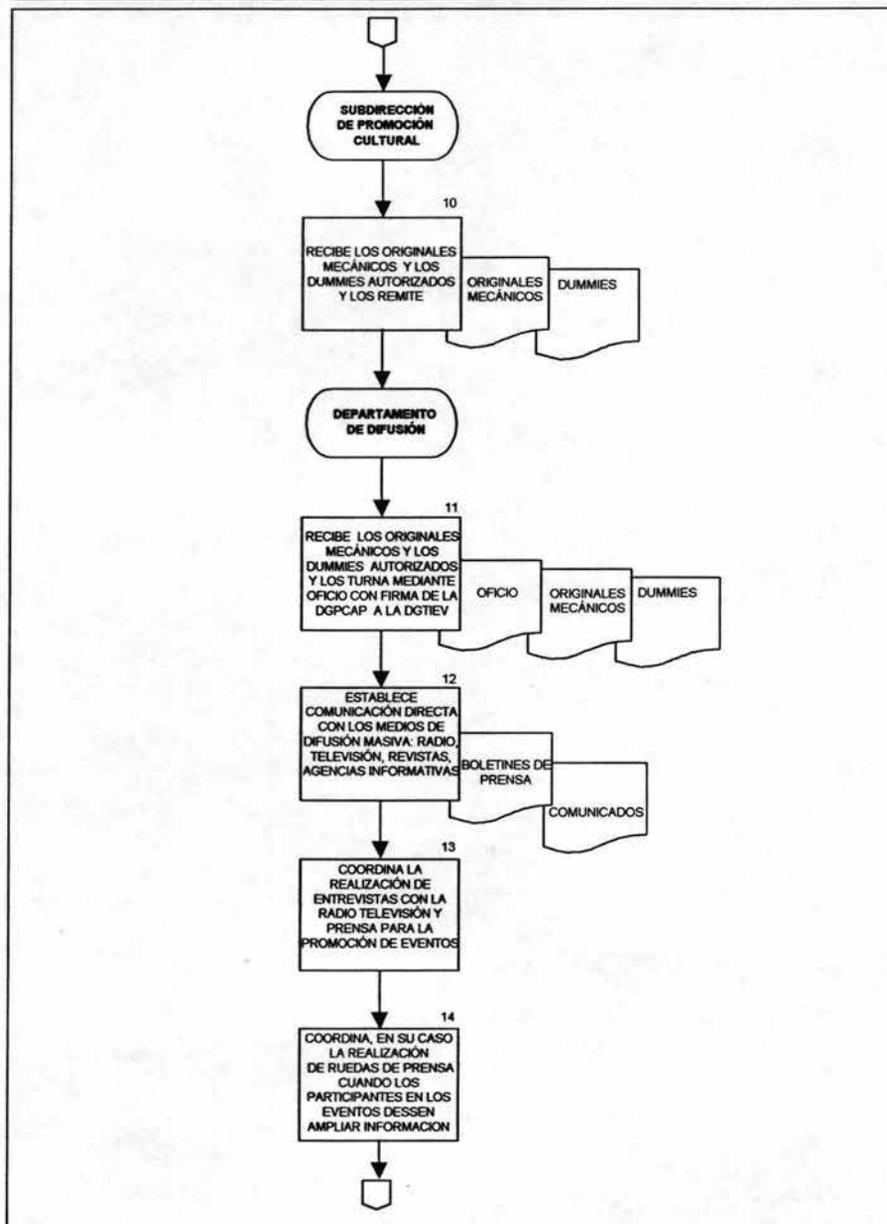 SUBDIRECCIÓN
DE PROMOCIÓN
CULTURAL
10
RECIBE LOS ORIGINALES
MECÁNICOS Y LOS
DUMMIES AUTORIZADOS
Y LOS REMITE
ORIGINALES
MECÁNICOS
DUMMIES
DEPARTAMENTO
DE DIFUSIÓN
11
RECIBE LOS ORIGINALES
MECÁNICOS Y LOS
DUMMIES AUTORIZADOS
Y LOS TURNA MEDIANTE
OFICIO CON FIRMA DE LA
DGPCAP A LA DGTIEV
OFICIO
ORIGINALES
MECÁNICOS
DUMMIES
12
ESTABLECE
COMUNICACIÓN DIRECTA
CON LOS MEDIOS DE
DIFUSIÓN MASIVA: RADIO,
TELEVISIÓN, REVISTAS,
AGENCIAS INFORMATIVAS
BOLETINES DE
PRENSA
COMUNICADOS
13
COORDINA LA
REALIZACIÓN DE
ENTREVISTAS CON LA
RADIO TELEVISIÓN Y
PRENSA PARA LA
PROMOCIÓN DE EVENTOS
14
COORDINA, EN SU CASO
LA REALIZACIÓN
DE RUEDAS DE PRENSA
CUANDO LOS
PARTICIPANTES EN LOS
EVENTOS DESSEN
AMPLIAR INFORMACION